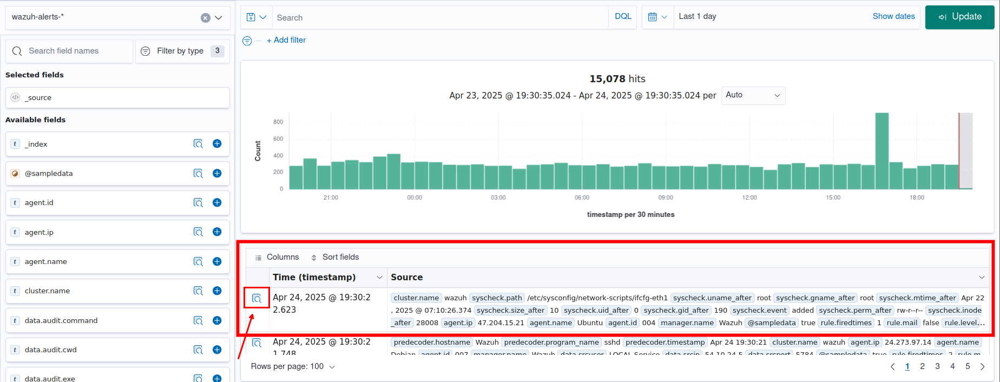 wazuh-alerts-*
Search
DQL
Last 1 day
Show dates
Update
+ Add filter
Search field names
Filter by type 3
Selected fields
_source
Available fields
t _index
@sampledata
t agent.id
t agent.ip
t agent.name
t cluster.name
t data.audit.command
t data.audit.cwd
t data.audit.exe
15,078 hits
Apr 23, 2025 @ 19:30:35.024 - Apr 24, 2025 @ 19:30:35.024 per Auto
Count
800
600
400
200
0
21:00 00:00 03:00 06:00 09:00 12:00 15:00 18:00
timestamp per 30 minutes
Columns Sort fields
Time (timestamp) Source
Apr 24, 2025 @ 19:30:2
2.623
cluster.name wazuh syscheck.path /etc/sysconfig/network-scripts/ifcfg-eth1 syscheck.uname_after root syscheck.gname_after root syscheck.mtime_after Apr 22
, 2025 @ 07:10:26.374 syscheck.size_after 10 syscheck.uid_after 0 syscheck.gid_after 190 syscheck.event added syscheck.perm_after rw-r--r-- syscheck.inode
_after 28008 agent.ip 47.204.15.21 agent.name Ubuntu agent.id 004 manager.name Wazuh @sampledata true rule.firedtimes 1 rule.mail false rule.level…
Apr 24, 2025 @ 19:30:2
1.748
predecoder.hostname Wazuh predecoder.program_name sshd predecoder.timestamp Apr 24 19:30:21 cluster.name wazuh agent.ip 24.273.97.14 agent.name
Debian agent.id 007 manager.name Wazuh data.srcuser LOCAL Service data.srcip 54.10.24.5 data.srcport 5784 @sampledata true rule.firedtimes 2 rule.m
Rows per page: 100
1 2 3 4 5